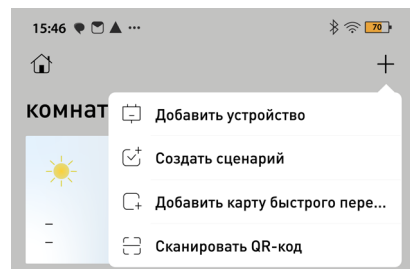 15:46
70
комнат
Добавить устройство
Создать сценарий
Добавить карту быстрого пере...
Сканировать QR-код